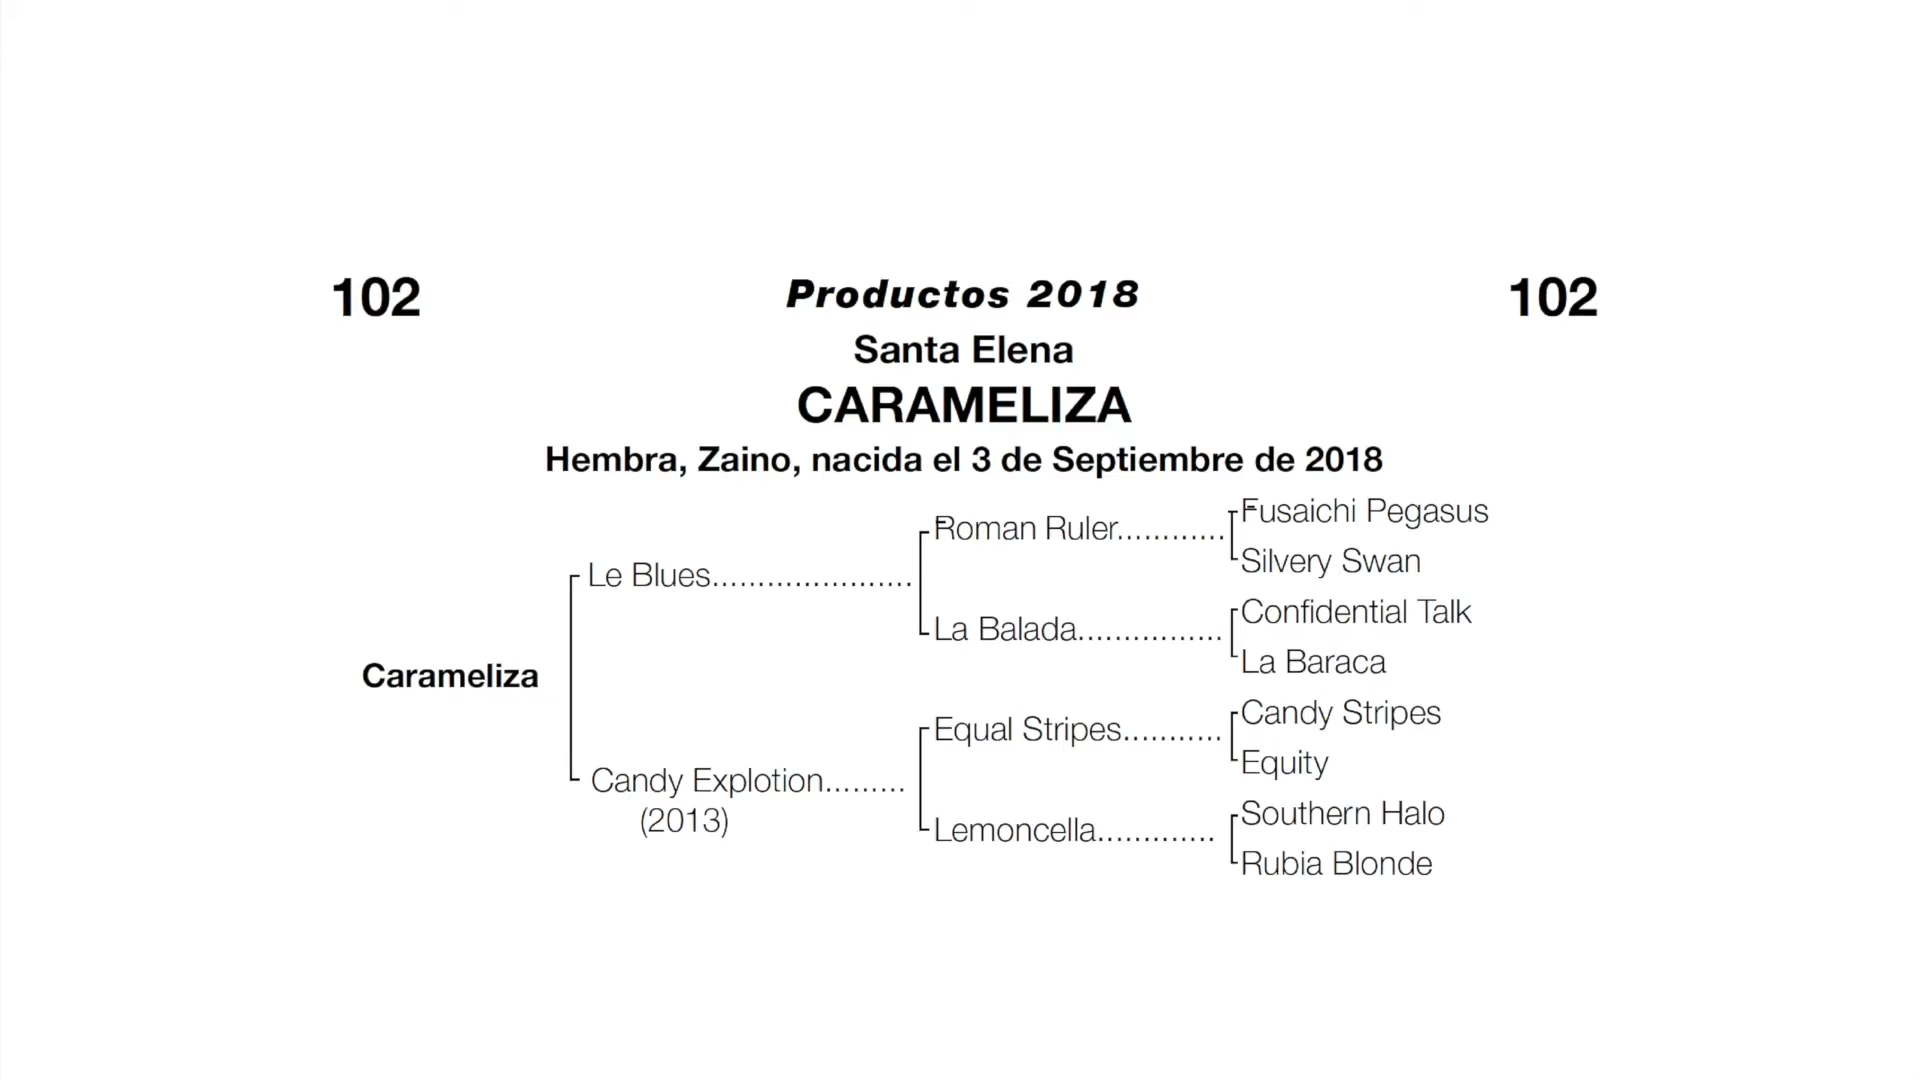 102 Productos 2018 102
Santa Elena
CARAMELIZA
Hembra, Zaino, nacida el 3 de Septiembre de 2018
Fusaichi Pegasus
Roman Ruler............
Silvery Swan
Le Blues......................
Confidential Talk
La Balada................
La Baraca
Carameliza
Candy Stripes
Equal Stripes...........
Equity
Candy Explotion.........
(2013)
Southern Halo
Lemoncella.............
Rubia Blonde